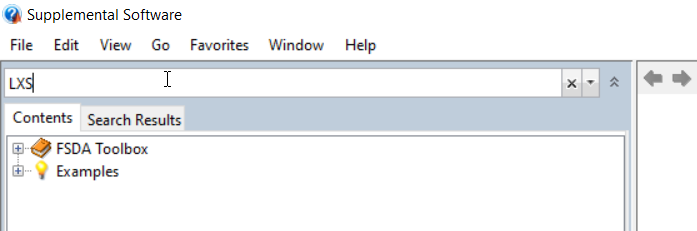 Supplemental Software
File Edit View Go Favorites Window Help
LXS
Contents Search Results
FSDA Toolbox
Examples